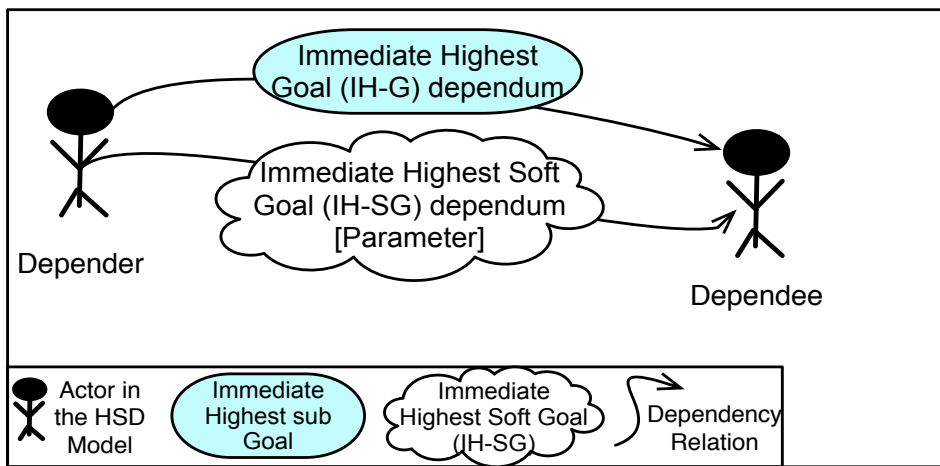 Immediate Highest
Goal (IH-G) dependum
Immediate Highest Soft
Goal (IH-SG) dependum
[Parameter]
Depender
Dependee
Actor in
the HSD
Model
Immediate
Highest sub
Goal
Immediate
Highest Soft Goal
(IH-SG)
Dependency
Relation